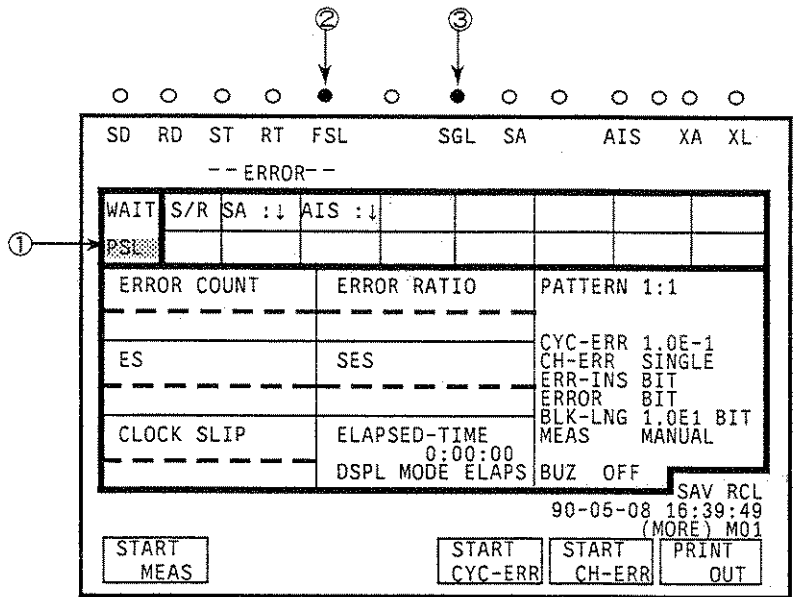 ② ③
SD RD ST RT FSL SGL SA AIS XA XL
--ERROR--
WAIT S/R SA :↓ AIS :↓
① PSL
ERROR COUNT ERROR RATIO PATTERN 1:1
CYC-ERR 1.0E-1
ES SES CH-ERR SINGLE
ERR-INS BIT
ERROR BIT
BLK-LNG 1.0E1 BIT
CLOCK SLIP ELAPSED-TIME MEAS MANUAL
0:00:00
DSPL MODE ELAPS BUZ OFF
SAV RCL
90-05-08 16:39:49
(MORE) M01
START START START PRINT
MEAS CYC-ERR CH-ERR OUT